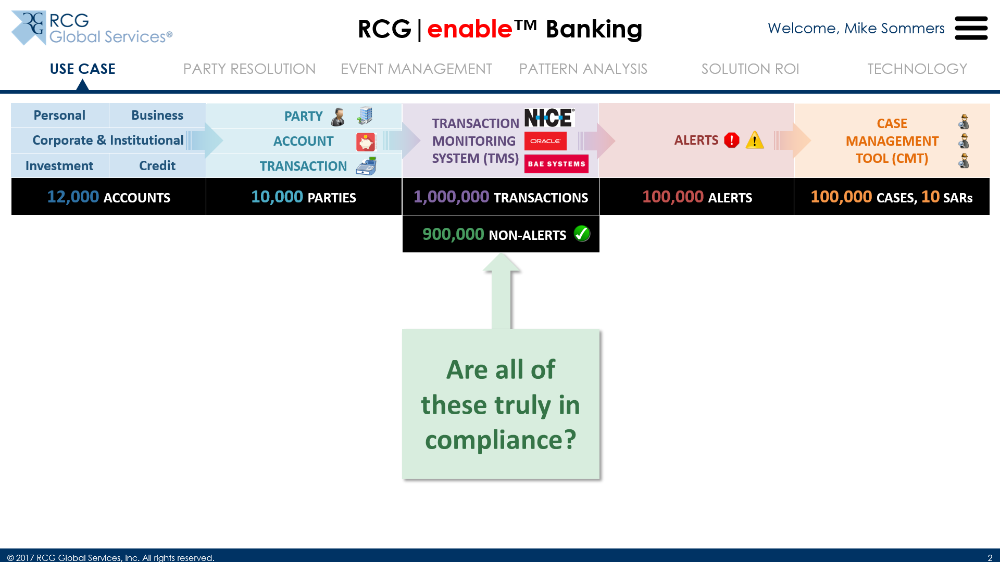 RCG
Global Services®
RCG|enable™ Banking
Welcome, Mike Sommers
USE CASE
PARTY RESOLUTION
EVENT MANAGEMENT
PATTERN ANALYSIS
SOLUTION ROI
TECHNOLOGY
Personal
Business
Corporate & Institutional
Investment
Credit
PARTY
ACCOUNT
TRANSACTION
TRANSACTION
MONITORING
SYSTEM (TMS)
NICE®
ORACLE®
BAE SYSTEMS
ALERTS
CASE
MANAGEMENT
TOOL (CMT)
12,000 ACCOUNTS
10,000 PARTIES
1,000,000 TRANSACTIONS
100,000 ALERTS
100,000 CASES, 10 SARs
900,000 NON-ALERTS
Are all of
these truly in
compliance?
© 2017 RCG Global Services, Inc. All rights reserved.
2